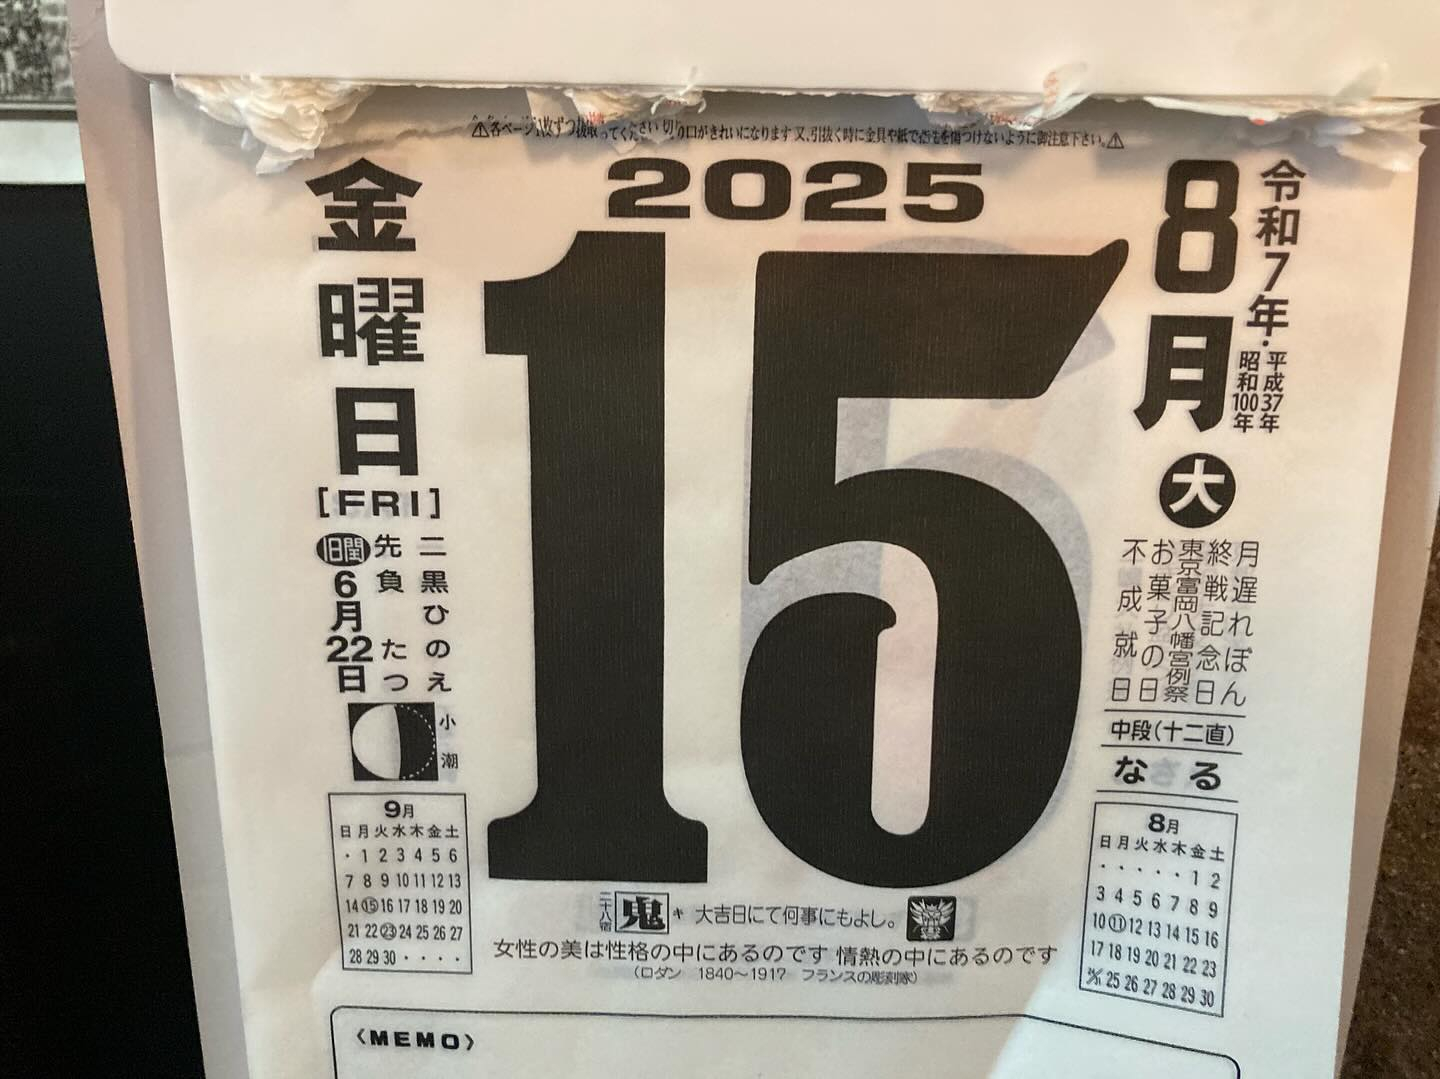 ⚠各ページ1枚ずつ抜取ってください 切り口がきれいになります 又、引抜く時に金具や紙で指を傷つけないように御注意下さい。⚠
2025
8月
令和7年・平成37年
昭和100年
大
15
金曜日
[FRI]
二黒 ひのえ
先負 たつ
旧閏6月22日
小潮
月遅れぼん
終戦記念日
東京富岡八幡宮例祭
お菓子の日
不成就日
中段(十二直)
なる
9月
日月火水木金土
・ 1 2 3 4 5 6
7 8 9 10 11 12 13
14 ⑮ 16 17 18 19 20
21 22 ㉓ 24 25 26 27
28 29 30 ・ ・ ・ ・
8月
日月火水木金土
・ ・ ・ ・ ・ 1 2
3 4 5 6 7 8 9
10 ⑪ 12 13 14 15 16
17 18 19 20 21 22 23
24/31 25 26 27 28 29 30
二十八宿 鬼 キ 大吉日にて何事にもよし。
女性の美は性格の中にあるのです 情熱の中にあるのです
(ロダン 1840～1917 フランスの彫刻家)
〈MEMO〉